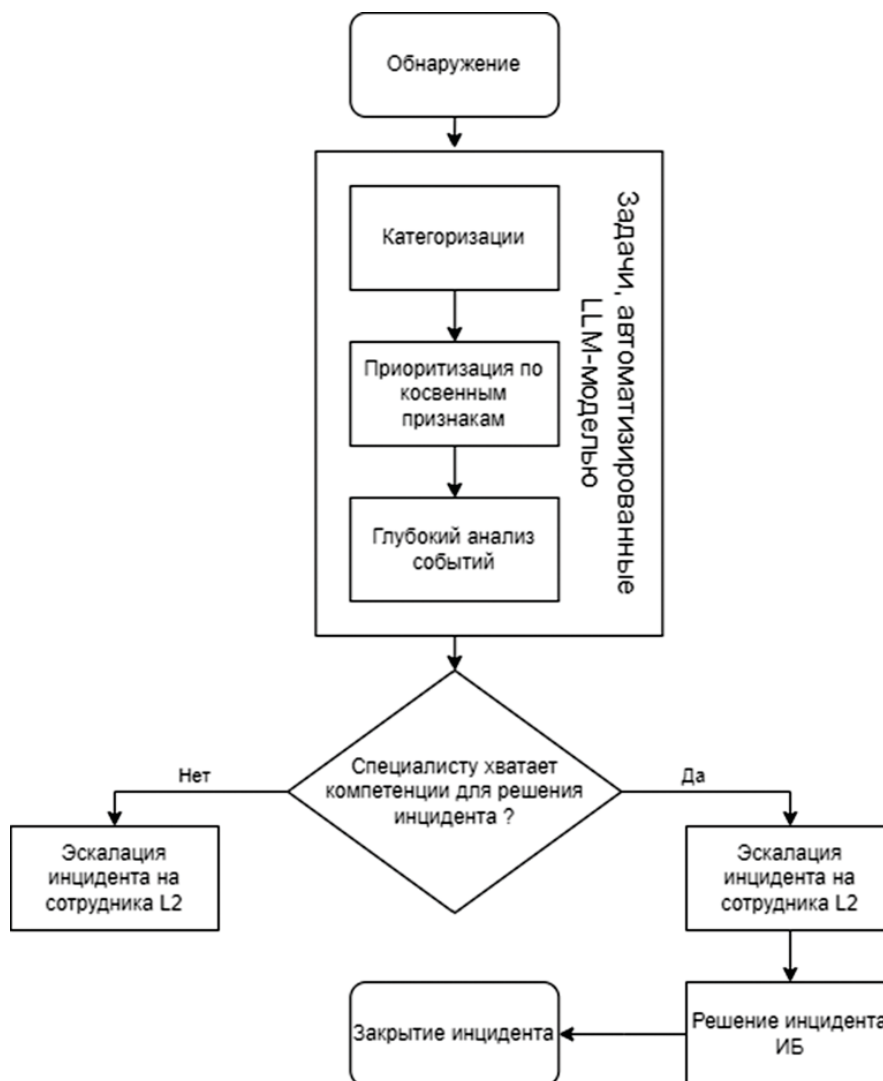 Обнаружение
Категоризации
Приоритизация по
косвенным
признакам
Глубокий анализ
событий
Задачи, автоматизированные
LLM-моделью
Специалисту хватает
компетенции для решения
инцидента ?
Нет
Да
Эскалация
инцидента на
сотрудника L2
Эскалация
инцидента на
сотрудника L2
Решение инцидента
ИБ
Закрытие инцидента